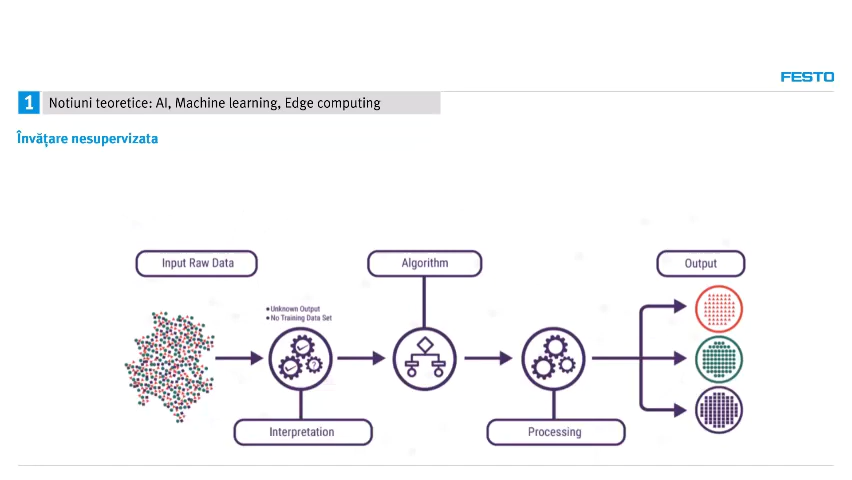 FESTO
1 Notiuni teoretice: AI, Machine learning, Edge computing
Învăţare nesupervizata
Input Raw Data
Algorithm
Output
• Unknown Output
• No Training Data Set
?
Interpretation
Processing